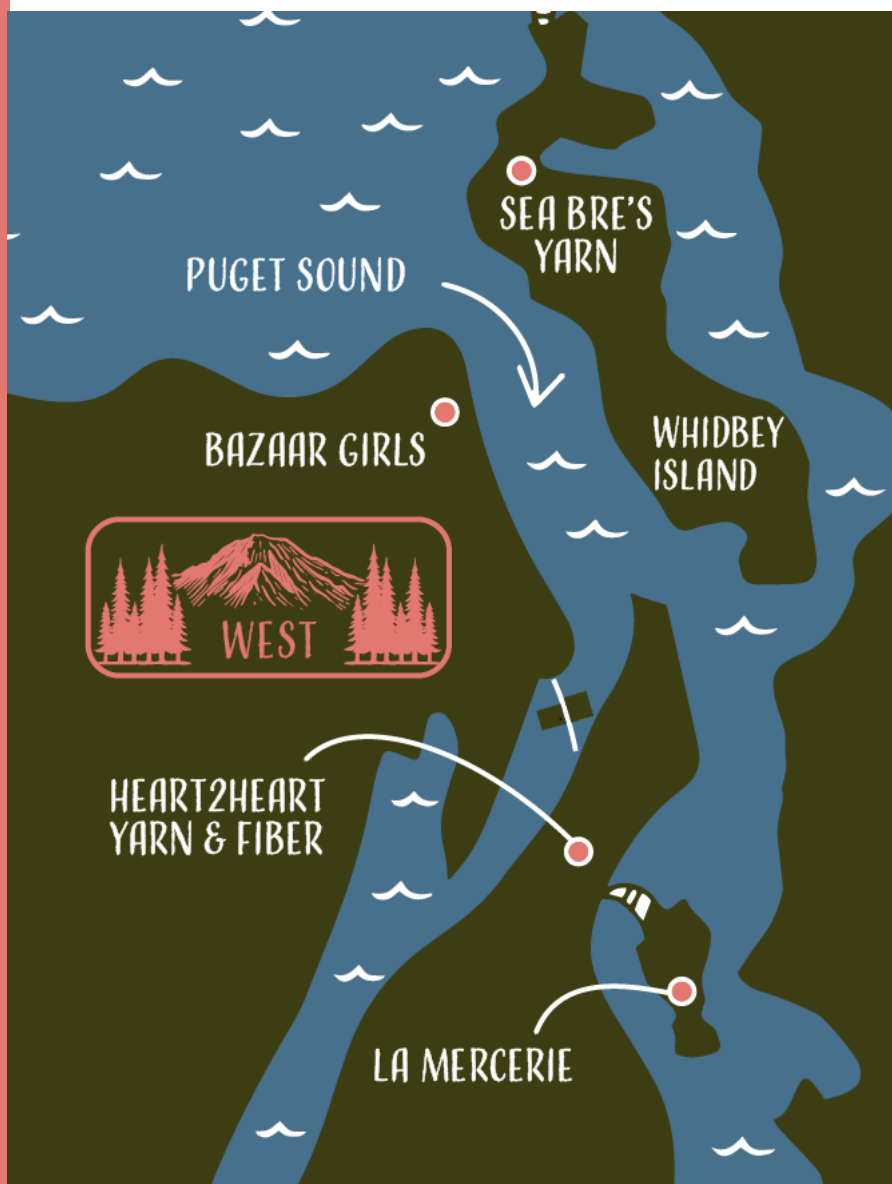 SEA BRE'S
YARN
PUGET SOUND
BAZAAR GIRLS
WHIDBEY
ISLAND
WEST
HEART2HEART
YARN & FIBER
LA MERCERIE